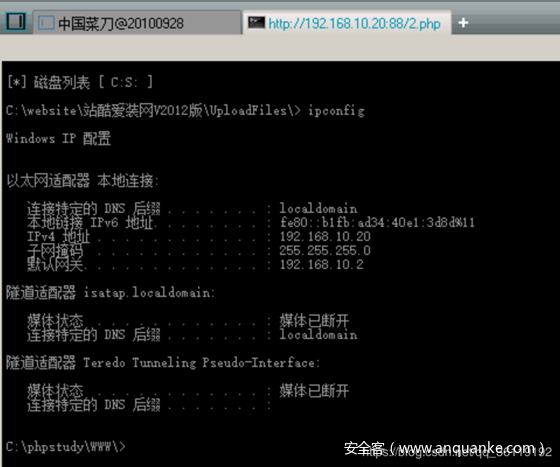 中国菜刀@20100928
http://192.168.10.20:88/2.php
+
[*] 磁盘列表 [ C:S: ]
C:\website\站酷爱装网V2012版\UploadFiles\> ipconfig
Windows IP 配置
以太网适配器 本地连接:
连接特定的 DNS 后缀 . . . . . . . : localdomain
本地链接 IPv6 地址. . . . . . . . : fe80::b1fb:ad34:40e1:3d8d%11
IPv4 地址 . . . . . . . . . . . . : 192.168.10.20
子网掩码 . . . . . . . . . . . . : 255.255.255.0
默认网关. . . . . . . . . . . . . : 192.168.10.2
隧道适配器 isatap.localdomain:
媒体状态 . . . . . . . . . . . . : 媒体已断开
连接特定的 DNS 后缀 . . . . . . . : localdomain
隧道适配器 Teredo Tunneling Pseudo-Interface:
媒体状态 . . . . . . . . . . . . : 媒体已断开
连接特定的 DNS 后缀 . . . . . . . :
C:\phpstudy\WWW\>
安全客（www.anquanke.com）